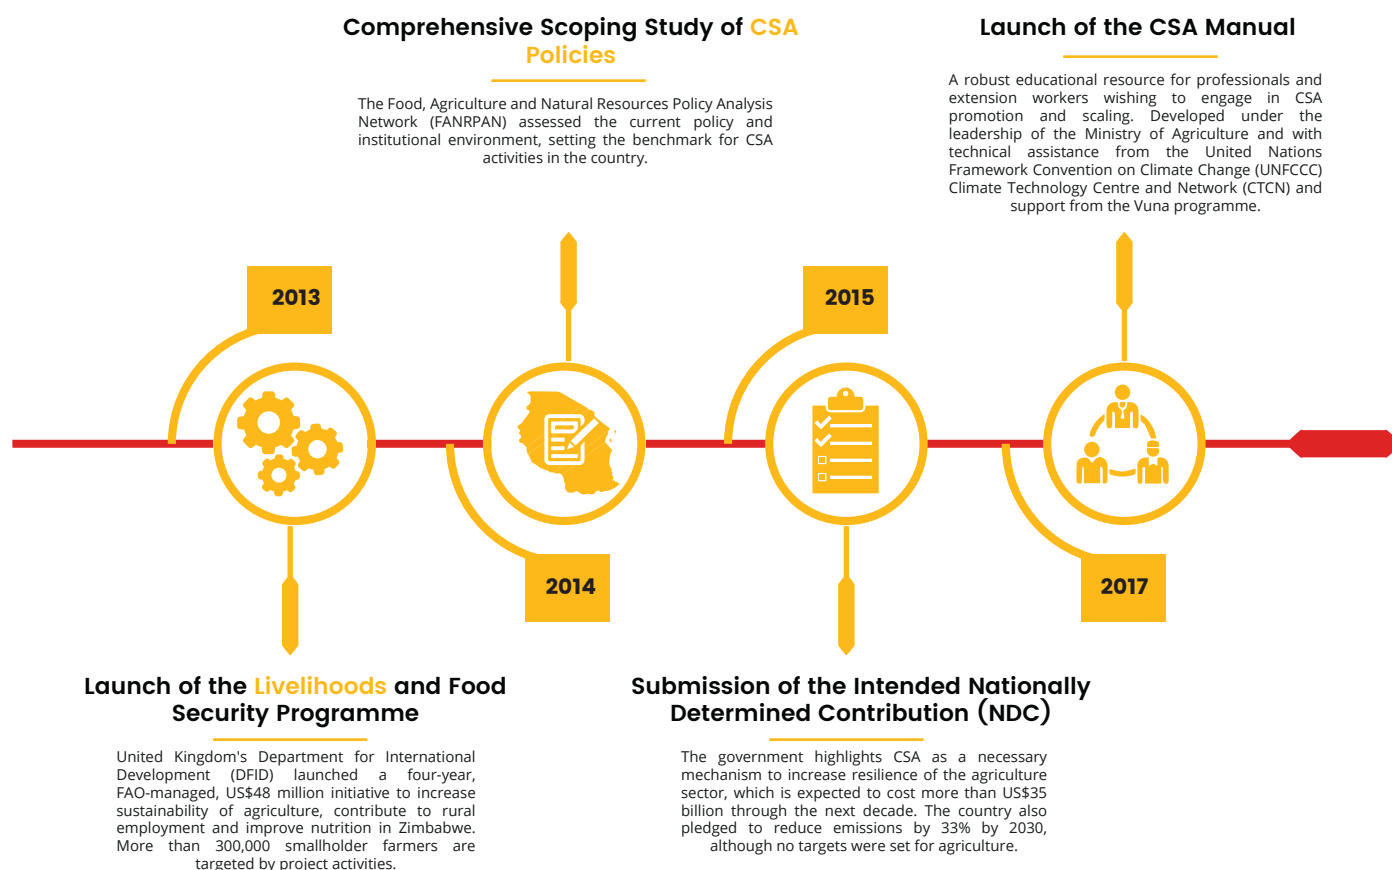 Comprehensive Scoping Study of CSA
Policies
The Food, Agriculture and Natural Resources Policy Analysis
Network (FANRPAN) assessed the current policy and
institutional environment, setting the benchmark for CSA
activities in the country.
Launch of the CSA Manual
A robust educational resource for professionals and
extension workers wishing to engage in CSA
promotion and scaling. Developed under the
leadership of the Ministry of Agriculture and with
technical assistance from the United Nations
Framework Convention on Climate Change (UNFCCC)
Climate Technology Centre and Network (CTCN) and
support from the Vuna programme.
2013
2015
2014
2017
Launch of the Livelihoods and Food
Security Programme
United Kingdom's Department for International
Development (DFID) launched a four-year,
FAO-managed, US$48 million initiative to increase
sustainability of agriculture, contribute to rural
employment and improve nutrition in Zimbabwe.
More than 300,000 smallholder farmers are
targeted by project activities.
Submission of the Intended Nationally
Determined Contribution (NDC)
The government highlights CSA as a necessary
mechanism to increase resilience of the agriculture
sector, which is expected to cost more than US$35
billion through the next decade. The country also
pledged to reduce emissions by 33% by 2030,
although no targets were set for agriculture.